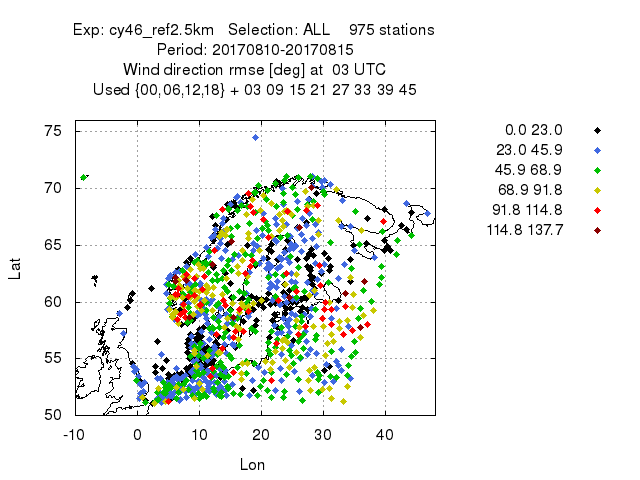 Exp: cy46_ref2.5km Selection: ALL 975 stations
Period: 20170810-20170815
Wind direction rmse [deg] at 03 UTC
Used {00,06,12,18} + 03 09 15 21 27 33 39 45
0.0 23.0
23.0 45.9
45.9 68.9
68.9 91.8
91.8 114.8
114.8 137.7
75
70
65
60
55
50
Lat
-10 0 10 20 30 40
Lon